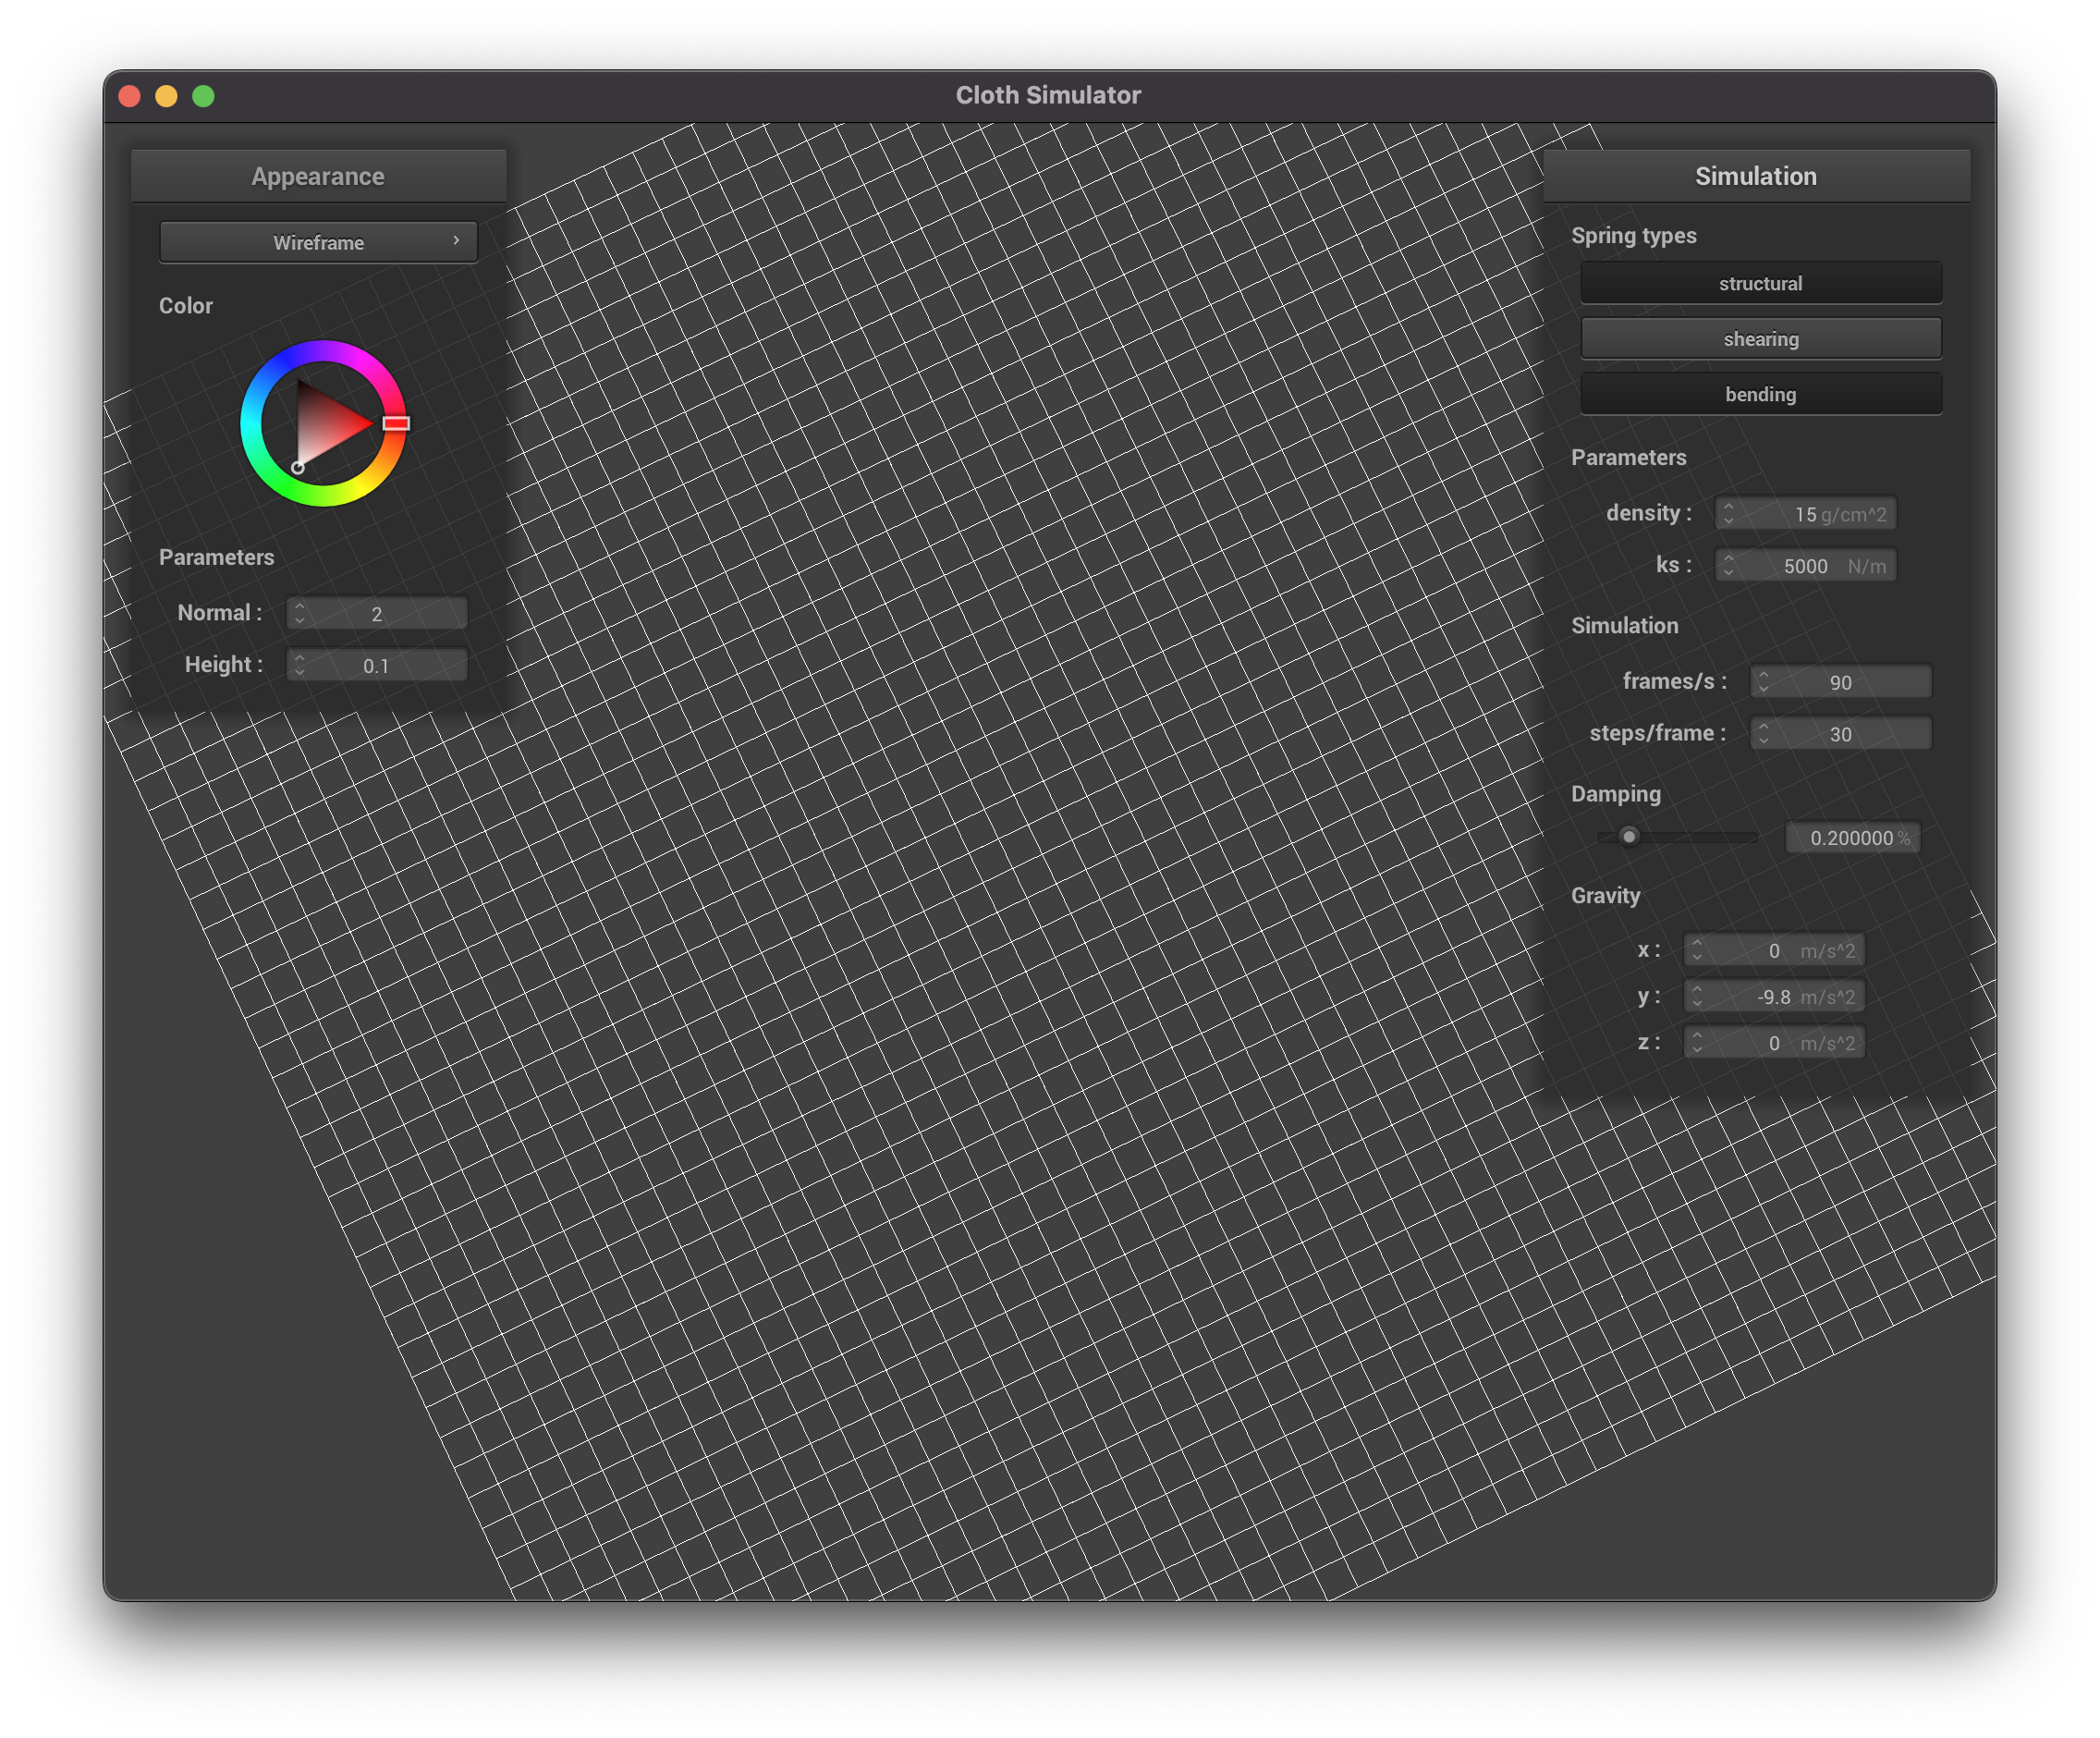 Cloth Simulator
Appearance
Wireframe
Color
Parameters
Normal : 2
Height : 0.1
Simulation
Spring types
structural
shearing
bending
Parameters
density : 15 g/cm^2
ks : 5000 N/m
Simulation
frames/s : 90
steps/frame : 30
Damping
0.200000 %
Gravity
x : 0 m/s^2
y : -9.8 m/s^2
z : 0 m/s^2